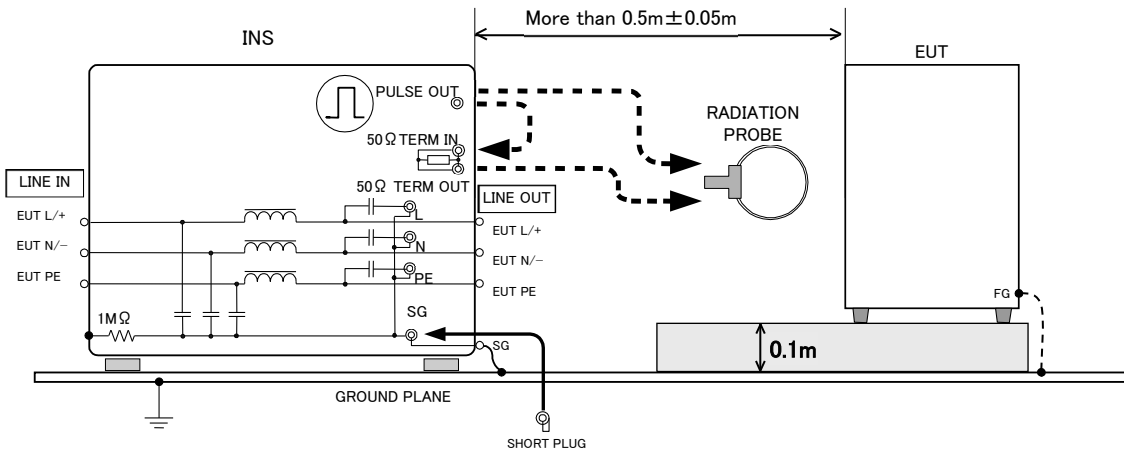 More than 0.5m±0.05m
INS
EUT
PULSE OUT
RADIATION
PROBE
50Ω TERM IN
LINE IN
50Ω TERM OUT
LINE OUT
EUT L/+
L
EUT L/+
EUT N/−
N
EUT N/−
EUT PE
PE
EUT PE
FG
1MΩ
SG
SG
0.1m
GROUND PLANE
SHORT PLUG